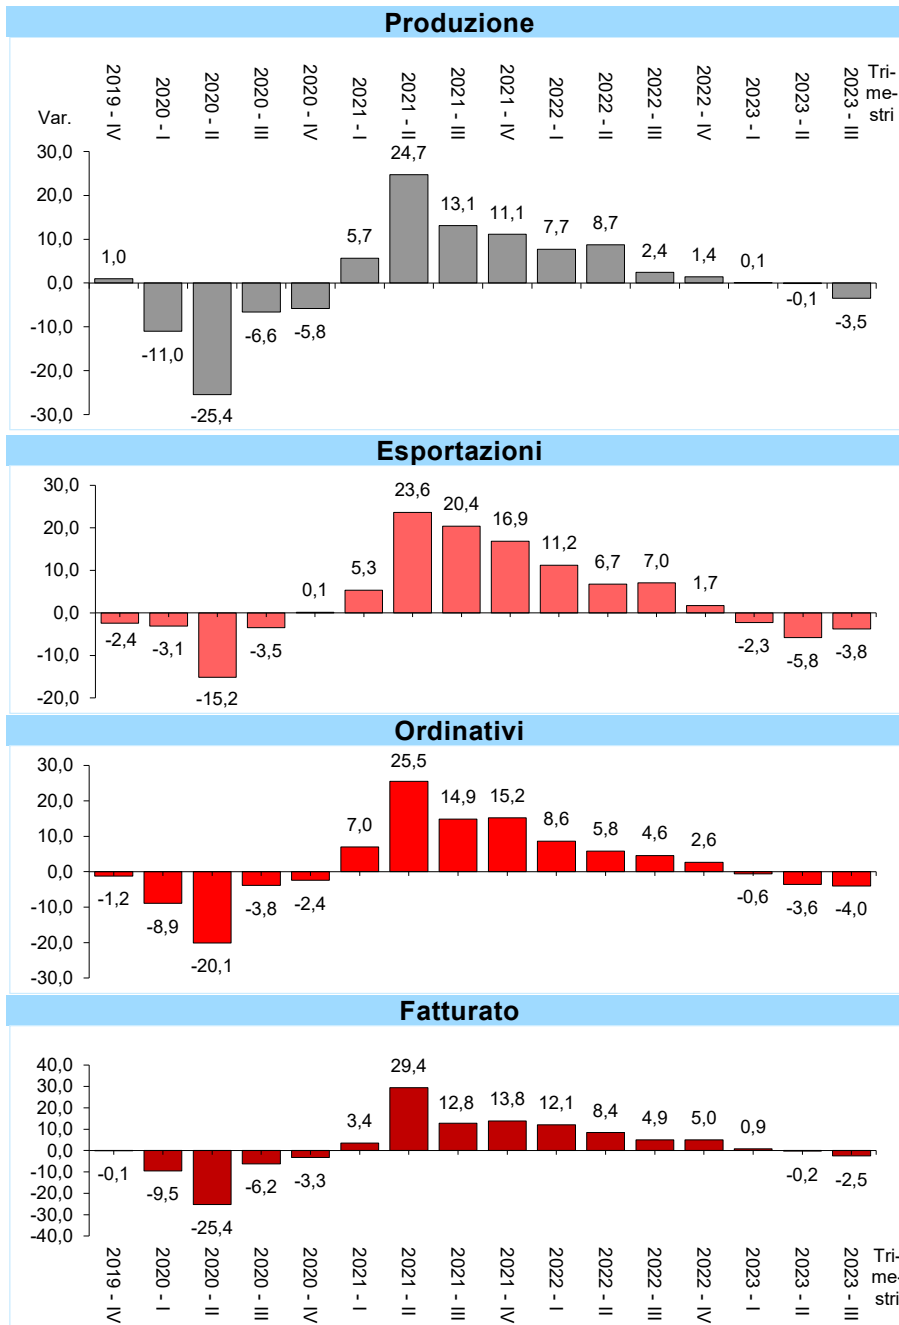 Produzione
2019 - IV
2020 - I
2020 - II
2020 - III
2020 - IV
2021 - I
2021 - II
2021 - III
2021 - IV
2022 - I
2022 - II
2022 - III
2022 - IV
2023 - I
2023 - II
2023 - III
Tri-
me-
stri
Var.
30,0
20,0
10,0
0,0
-10,0
-20,0
-30,0
1,0
-11,0
-25,4
-6,6
-5,8
5,7
24,7
13,1
11,1
7,7
8,7
2,4
1,4
0,1
-0,1
-3,5
Esportazioni
30,0
20,0
10,0
0,0
-10,0
-20,0
-2,4
-3,1
-15,2
-3,5
0,1
5,3
23,6
20,4
16,9
11,2
6,7
7,0
1,7
-2,3
-5,8
-3,8
Ordinativi
30,0
20,0
10,0
0,0
-10,0
-20,0
-30,0
-1,2
-8,9
-20,1
-3,8
-2,4
7,0
25,5
14,9
15,2
8,6
5,8
4,6
2,6
-0,6
-3,6
-4,0
Fatturato
40,0
30,0
20,0
10,0
0,0
-10,0
-20,0
-30,0
-40,0
-0,1
-9,5
-25,4
-6,2
-3,3
3,4
29,4
12,8
13,8
12,1
8,4
4,9
5,0
0,9
-0,2
-2,5
2019 - IV
2020 - I
2020 - II
2020 - III
2020 - IV
2021 - I
2021 - II
2021 - III
2021 - IV
2022 - I
2022 - II
2022 - III
2022 - IV
2023 - I
2023 - II
2023 - III
Tri-
me-
stri